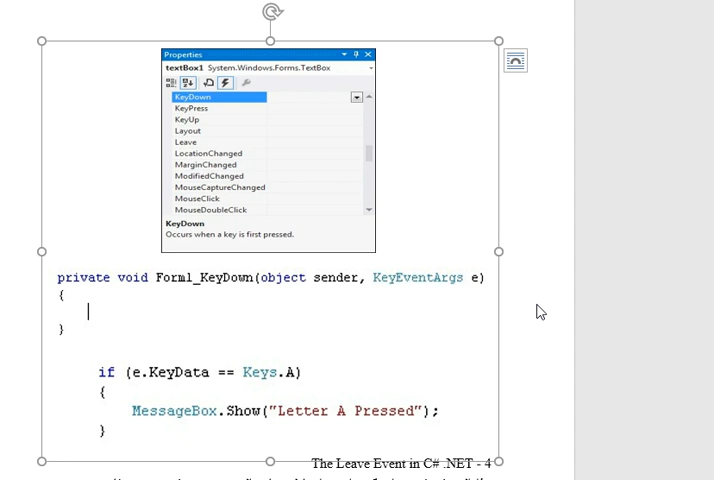 Properties
textBox1 System.Windows.Forms.TextBox
KeyDown
KeyPress
KeyUp
Layout
Leave
LocationChanged
MarginChanged
ModifiedChanged
MouseCaptureChanged
MouseClick
MouseDoubleClick
KeyDown
Occurs when a key is first pressed.
private void Form1_KeyDown(object sender, KeyEventArgs e)
{
}
if (e.KeyData == Keys.A)
{
MessageBox.Show("Letter A Pressed");
}
The Leave Event in C# .NET - 4